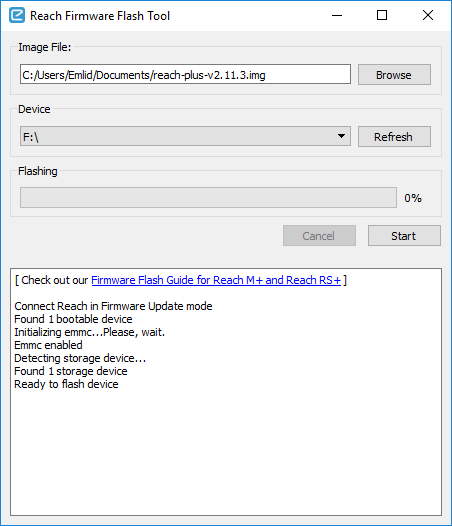 Reach Firmware Flash Tool
Image File:
C:/Users/Emlid/Documents/reach-plus-v2.11.3.img
Browse
Device
F:\
Refresh
Flashing
0%
Cancel
Start
[ Check out our Firmware Flash Guide for Reach M+ and Reach RS+ ]
Connect Reach in Firmware Update mode
Found 1 bootable device
Initializing emmc...Please, wait.
Emmc enabled
Detecting storage device...
Found 1 storage device
Ready to flash device